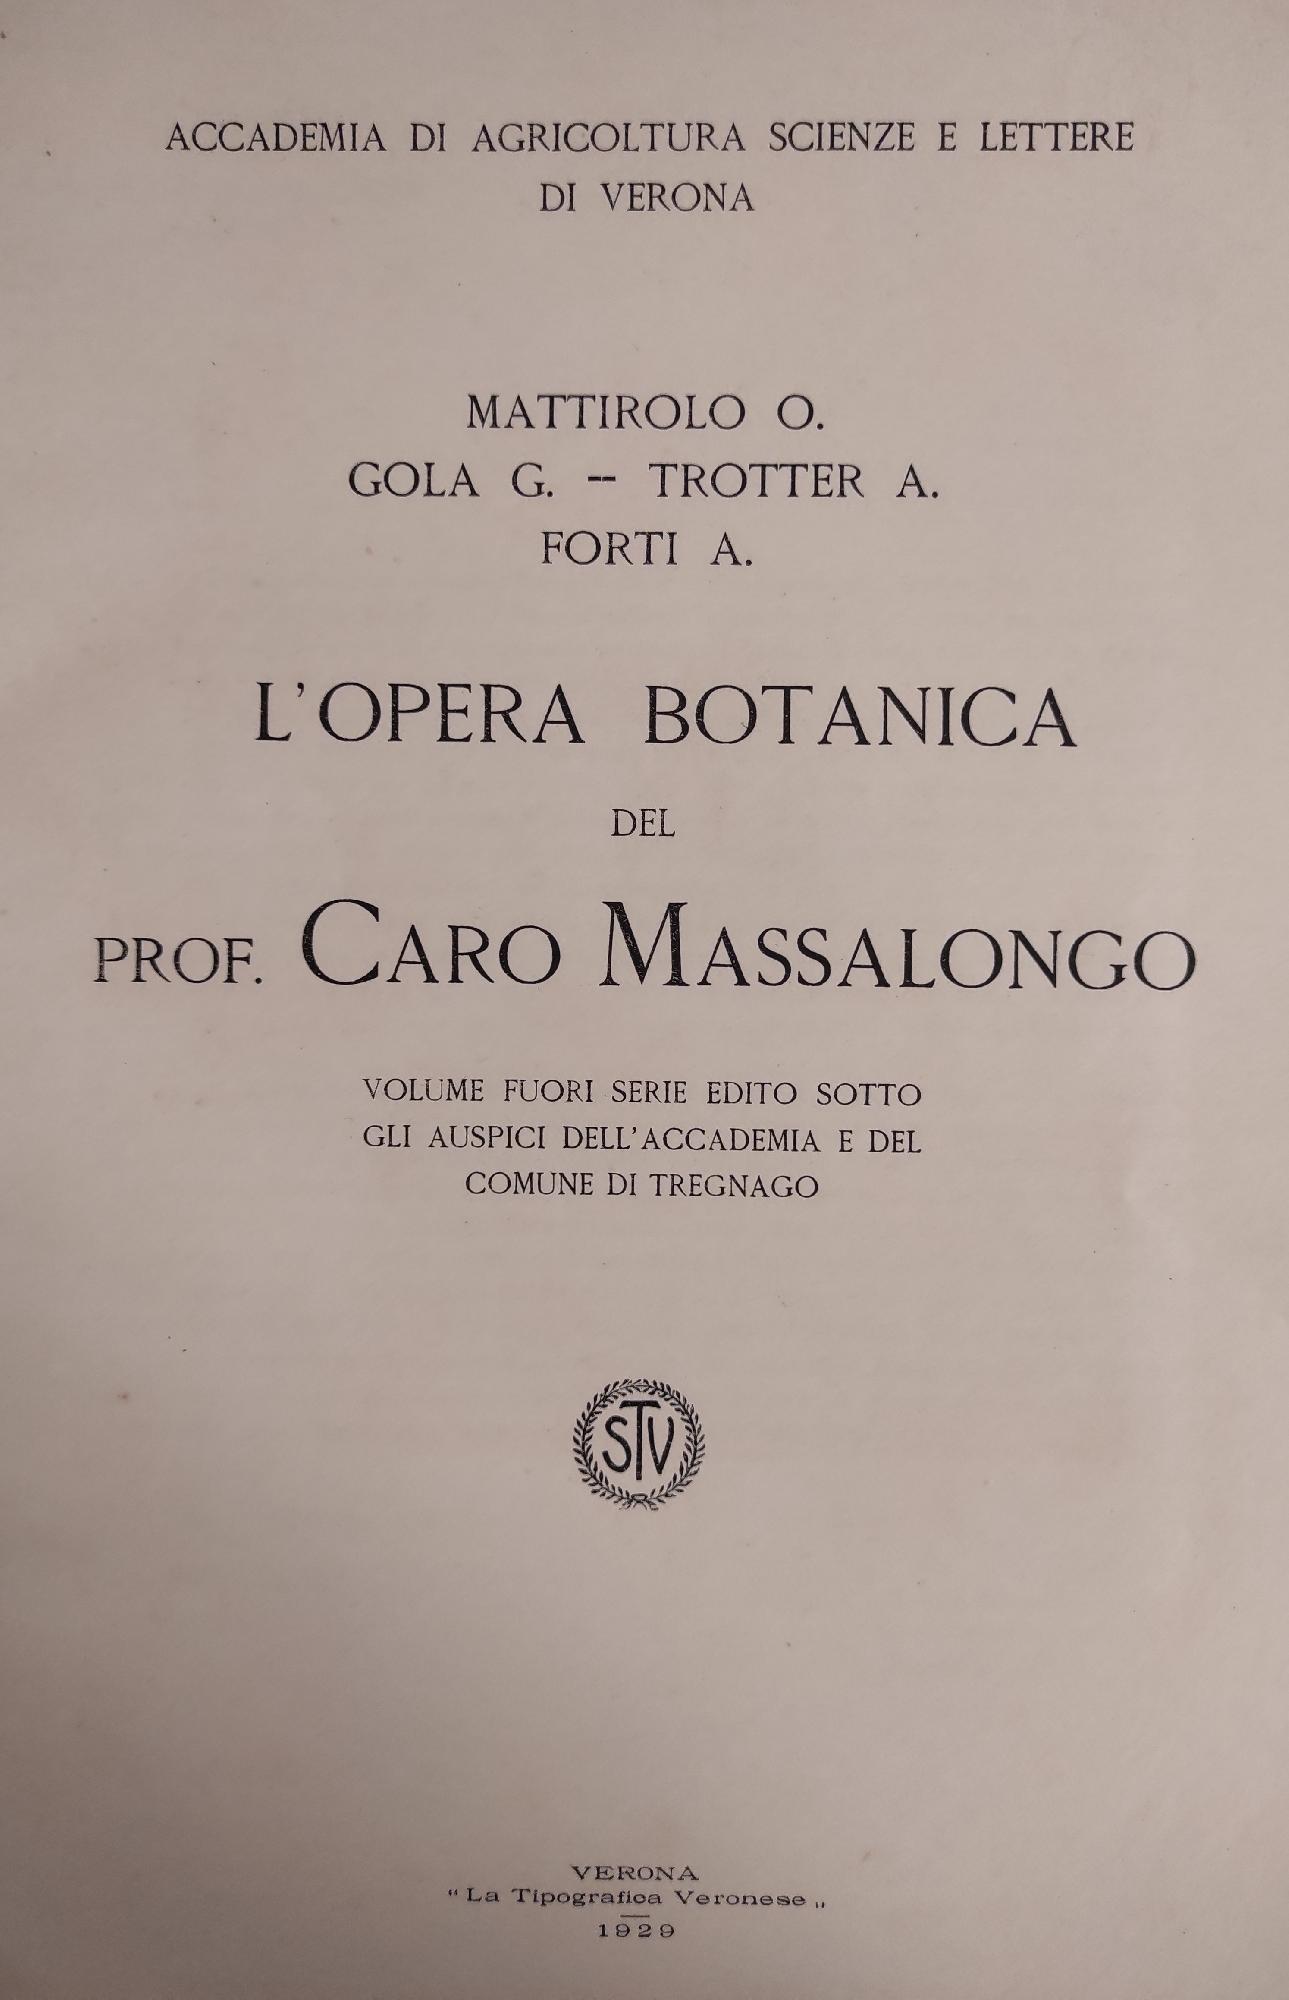 ACCADEMIA DI AGRICOLTURA SCIENZE E LETTERE
DI VERONA
MATTIROLO O.
GOLA G. -- TROTTER A.
FORTI A.
L'OPERA BOTANICA
DEL
PROF. CARO MASSALONGO
VOLUME FUORI SERIE EDITO SOTTO
GLI AUSPICI DELL'ACCADEMIA E DEL
COMUNE DI TREGNAGO
STV
VERONA
“ La Tipografica Veronese „
1929